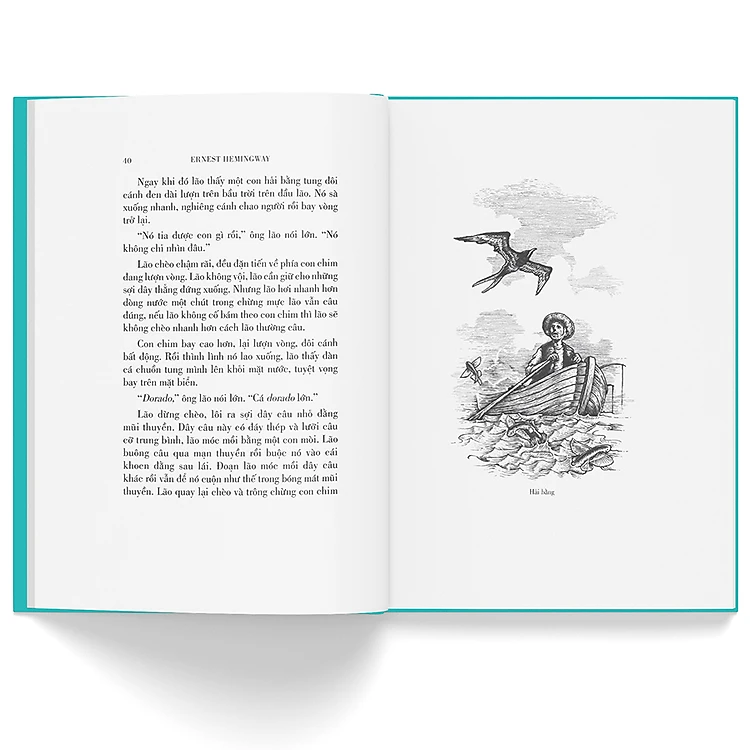 40 ERNEST HEMINGWAY
Ngay khi đó lão thấy một con hải bằng tung đôi
cánh đen dài lượn trên bầu trời trên đầu lão. Nó sà
xuống nhanh, nghiêng cánh chao người rồi bay vòng
trở lại.
“Nó tia được con gì rồi,” ông lão nói lớn. “Nó
không chỉ nhìn đâu.”
Lão chèo chậm rãi, đều đặn tiến về phía con chim
đang lượn vòng. Lão không vội, lão cần giữ cho những
sợi dây thẳng đứng xuống. Nhưng lão hơi nhanh hơn
dòng nước một chút trong chừng mực lão vẫn câu
đúng, nếu lão không cố bám theo con chim thì lão sẽ
không chèo nhanh hơn cách lão thường câu.
Con chim bay cao hơn, lại lượn vòng, đôi cánh
bất động. Rồi thình lình nó lao xuống, lão thấy đàn
cá chuồn tung mình lên khỏi mặt nước, tuyệt vọng
bay trên mặt biển.
“Dorado,” ông lão nói lớn. “Cá dorado lớn.”
Lão dừng chèo, lôi ra sợi dây câu nhỏ đằng
mũi thuyền. Dây câu này có dây thép và lưỡi câu
cỡ trung bình, lão móc mồi bằng một con mòi. Lão
buông câu qua mạn thuyền rồi buộc nó vào cái
khoen đằng sau lái. Đoạn lão móc mồi dây câu
khác rồi vẫn để nó cuộn như thế trong bóng mát mũi
thuyền. Lão quay lại chèo và trông chừng con chim
Hải bằng